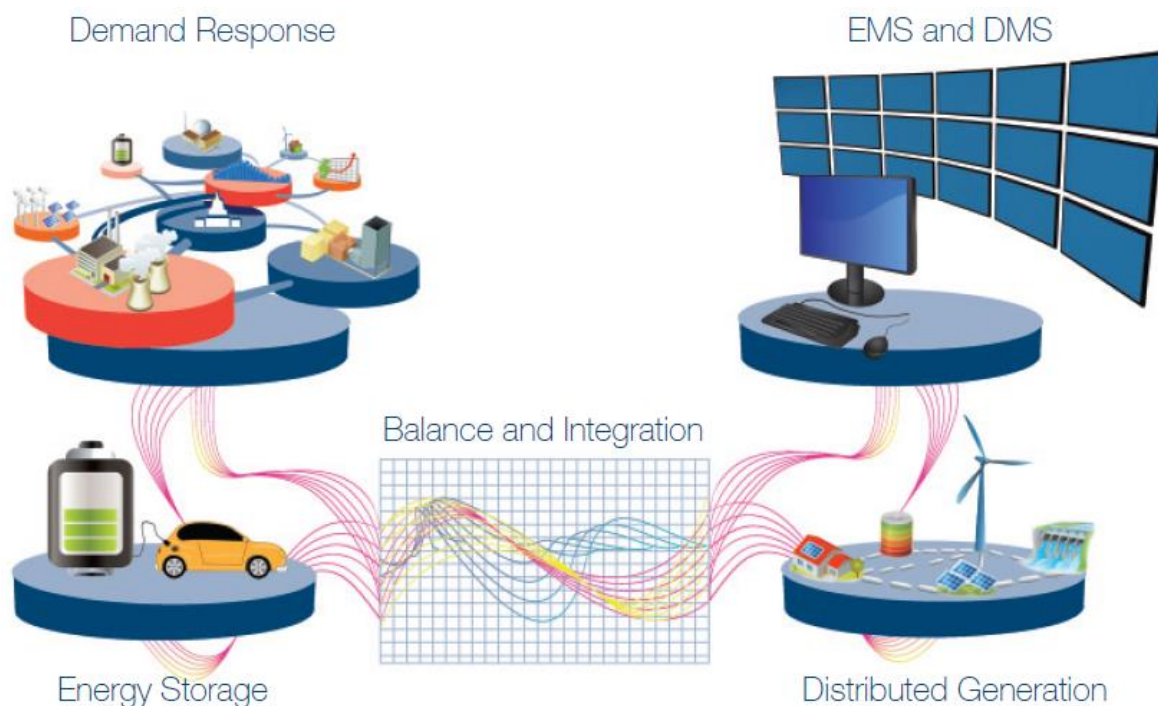 Demand Response
EMS and DMS
Balance and Integration
Energy Storage
Distributed Generation